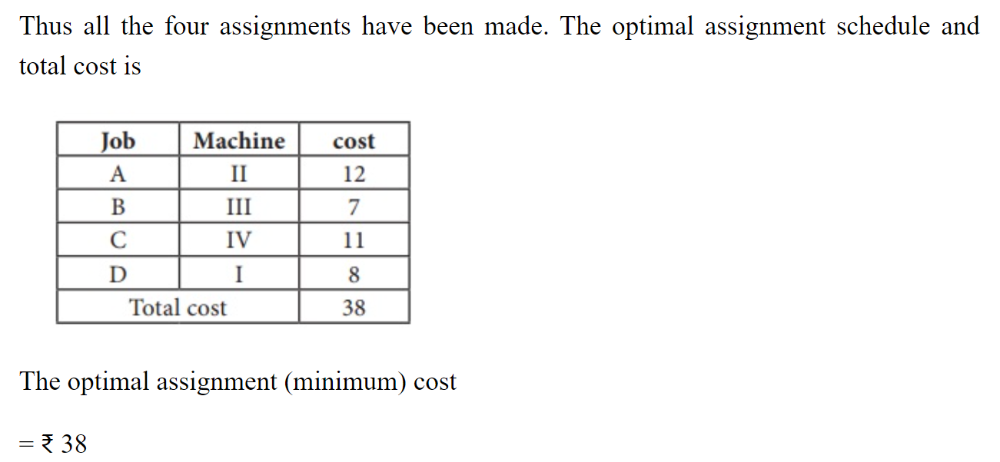 Thus all the four assignments have been made. The optimal assignment schedule and
total cost is
Job Machine cost
A II 12
B III 7
C IV 11
D I 8
Total cost 38
The optimal assignment (minimum) cost
= ₹ 38